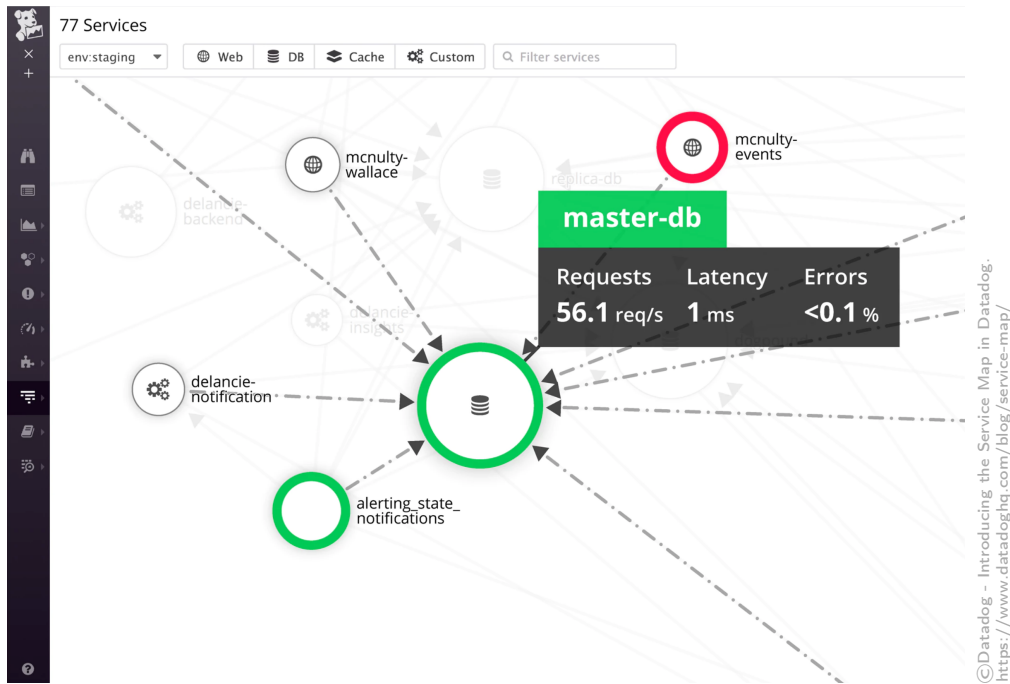 77 Services
env:staging
Web
DB
Cache
Custom
Filter services
mcnulty-
wallace
mcnulty-
events
replica-db
delancie-
backend
master-db
Requests Latency Errors
56.1 req/s 1 ms <0.1 %
delancie-
insights
delancie-
notification
alerting_state_
notifications
©Datadog - Introducing the Service Map in Datadog.
https://www.datadoghq.com/blog/service-map/